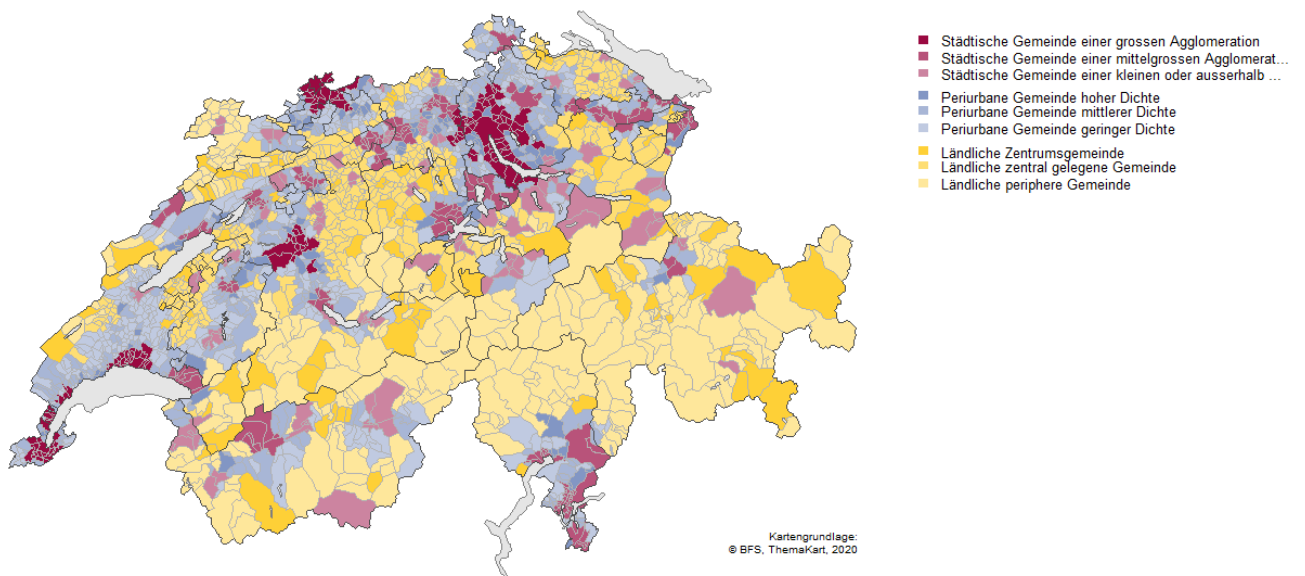 Städtische Gemeinde einer grossen Agglomeration
Städtische Gemeinde einer mittelgrossen Agglomerat...
Städtische Gemeinde einer kleinen oder ausserhalb ...
Periurbane Gemeinde hoher Dichte
Periurbane Gemeinde mittlerer Dichte
Periurbane Gemeinde geringer Dichte
Ländliche Zentrumsgemeinde
Ländliche zentral gelegene Gemeinde
Ländliche periphere Gemeinde
Kartengrundlage:
© BFS, ThemaKart, 2020